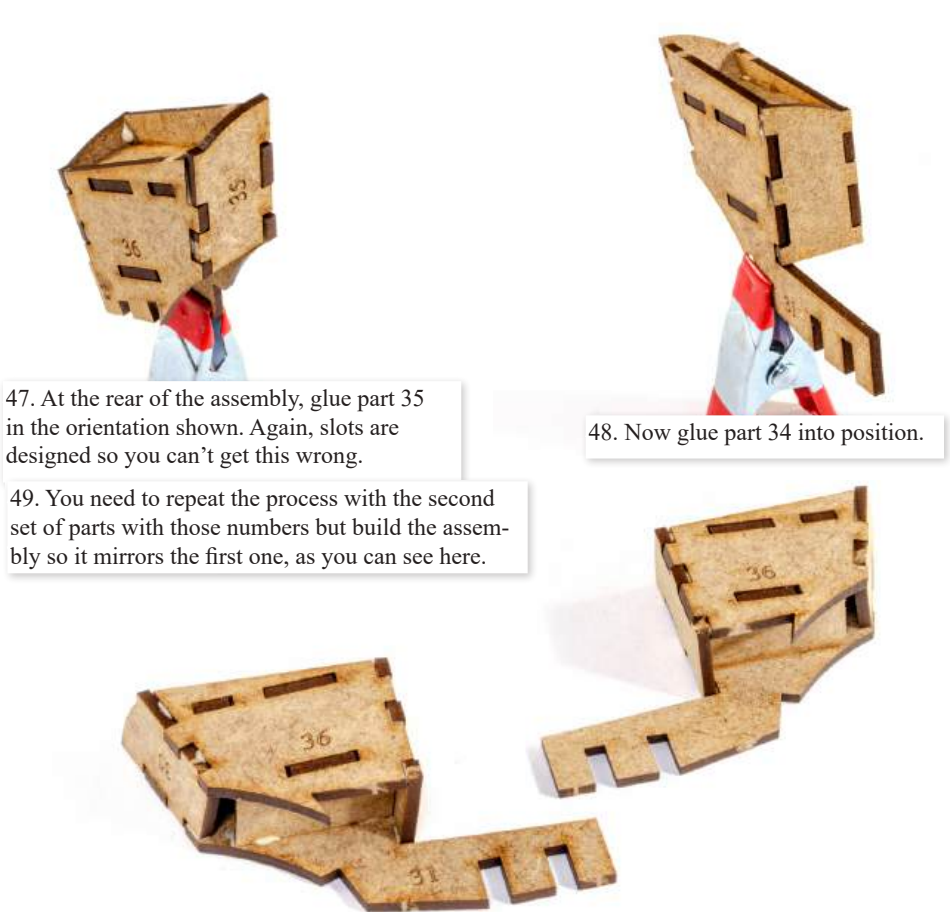 36
35
31
47. At the rear of the assembly, glue part 35
in the orientation shown. Again, slots are
designed so you can’t get this wrong.
48. Now glue part 34 into position.
49. You need to repeat the process with the second
set of parts with those numbers but build the assem-
bly so it mirrors the first one, as you can see here.
36
36
31